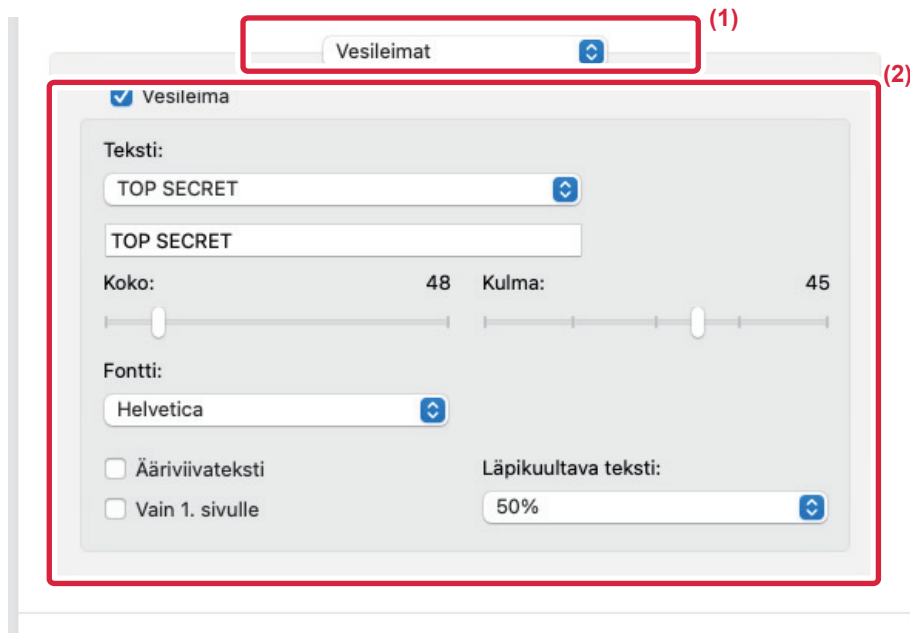 (1)
Vesileimat
(2)
Vesileima
Teksti:
TOP SECRET
TOP SECRET
Koko: 48 Kulma: 45
Fontti:
Helvetica
Ääriviivateksti Läpikuultava teksti:
Vain 1. sivulle 50%